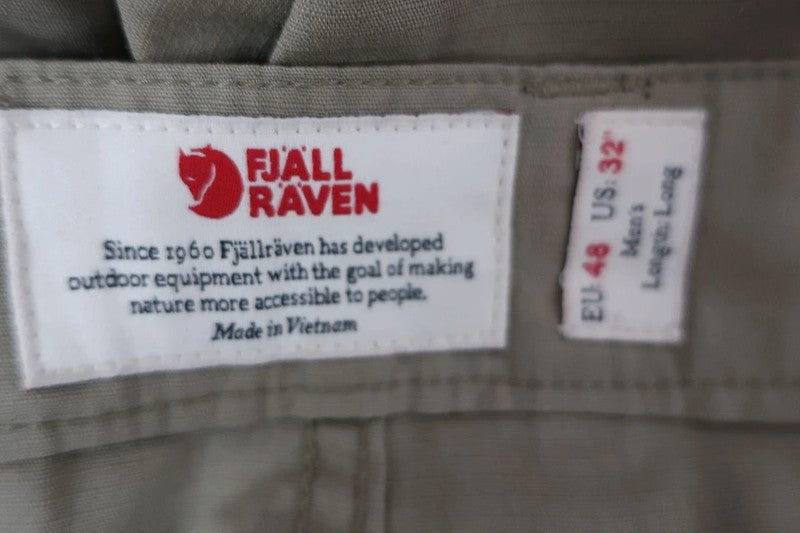 FJÄLL
RÄVEN
Since 1960 Fjällräven has developed
outdoor equipment with the goal of making
nature more accessible to people.
Made in Vietnam
EU: 48 US: 32"
Men's
Length: Long